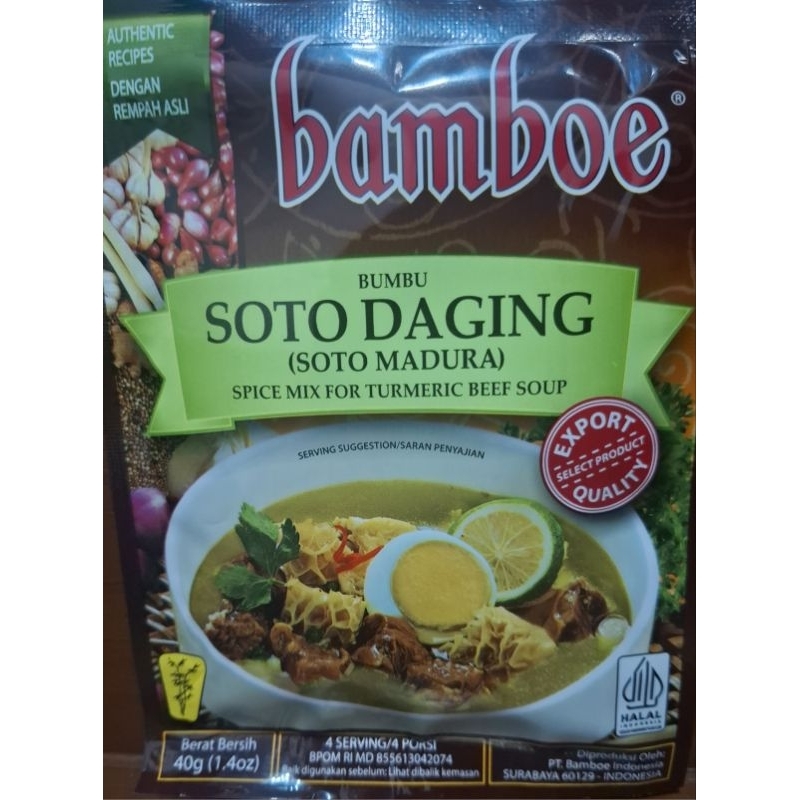 AUTHENTIC
RECIPES
DENGAN
REMPAH ASLI
bamboe®
BUMBU
SOTO DAGING
(SOTO MADURA)
SPICE MIX FOR TURMERIC BEEF SOUP
EXPORT
SELECT PRODUCT
QUALITY
SERVING SUGGESTION/SARAN PENYAJIAN
HALAL
INDONESIA
Berat Bersih
40g (1,4oz)
4 SERVING/4 PORSI
BPOM RI MD 855613042074
Baik digunakan sebelum: Lihat dibalik kemasan
Diproduksi Oleh:
PT. Bamboe Indonesia
SURABAYA 60129 - INDONESIA